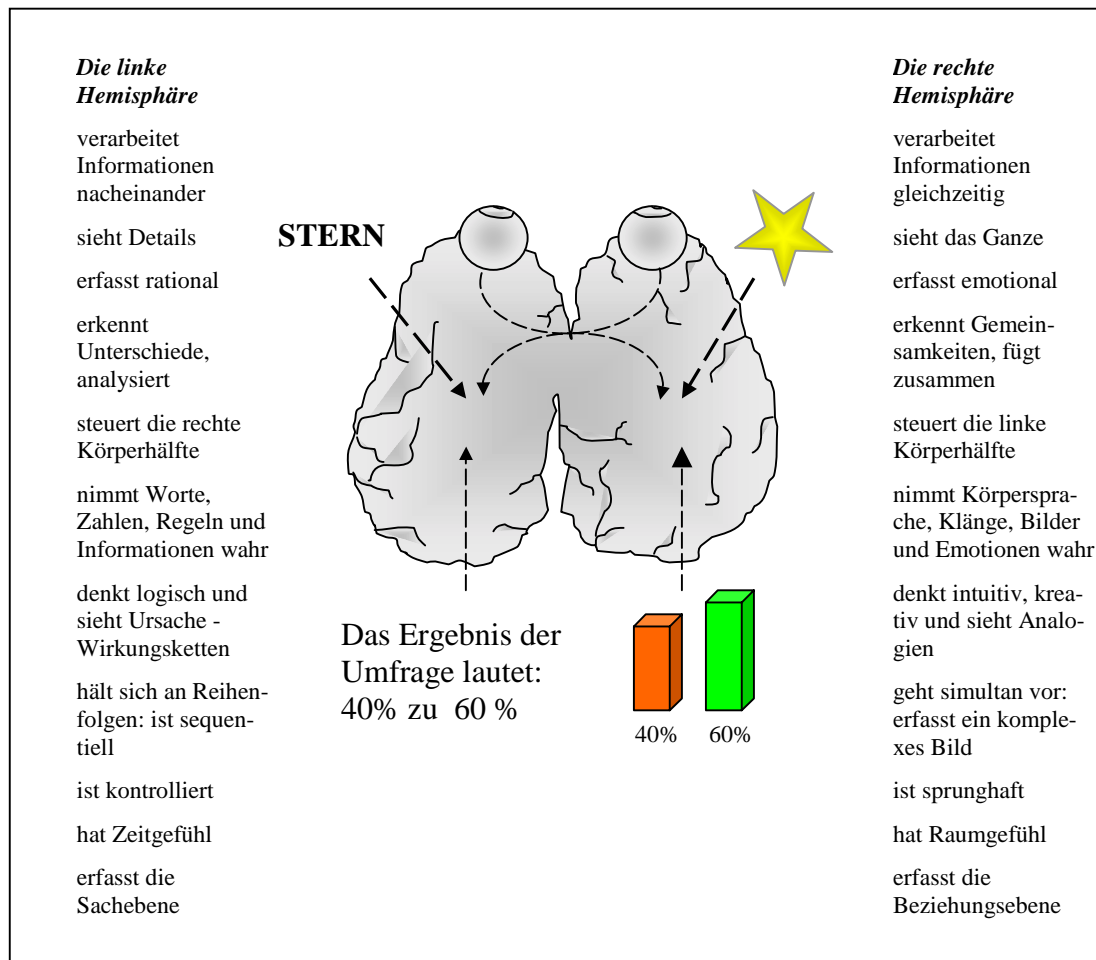 Die linke
Hemisphäre
verarbeitet
Informationen
nacheinander
sieht Details
erfasst rational
erkennt
Unterschiede,
analysiert
steuert die rechte
Körperhälfte
nimmt Worte,
Zahlen, Regeln und
Informationen wahr
denkt logisch und
sieht Ursache -
Wirkungsketten
hält sich an Reihen-
folgen: ist sequen-
tiell
ist kontrolliert
hat Zeitgefühl
erfasst die
Sachebene
STERN
Das Ergebnis der
Umfrage lautet:
40% zu 60 %
40%
60%
Die rechte
Hemisphäre
verarbeitet
Informationen
gleichzeitig
sieht das Ganze
erfasst emotional
erkennt Gemein-
samkeiten, fügt
zusammen
steuert die linke
Körperhälfte
nimmt Körperspra-
che, Klänge, Bilder
und Emotionen wahr
denkt intuitiv, krea-
tiv und sieht Analo-
gien
geht simultan vor:
erfasst ein komple-
xes Bild
ist sprunghaft
hat Raumgefühl
erfasst die
Beziehungsebene